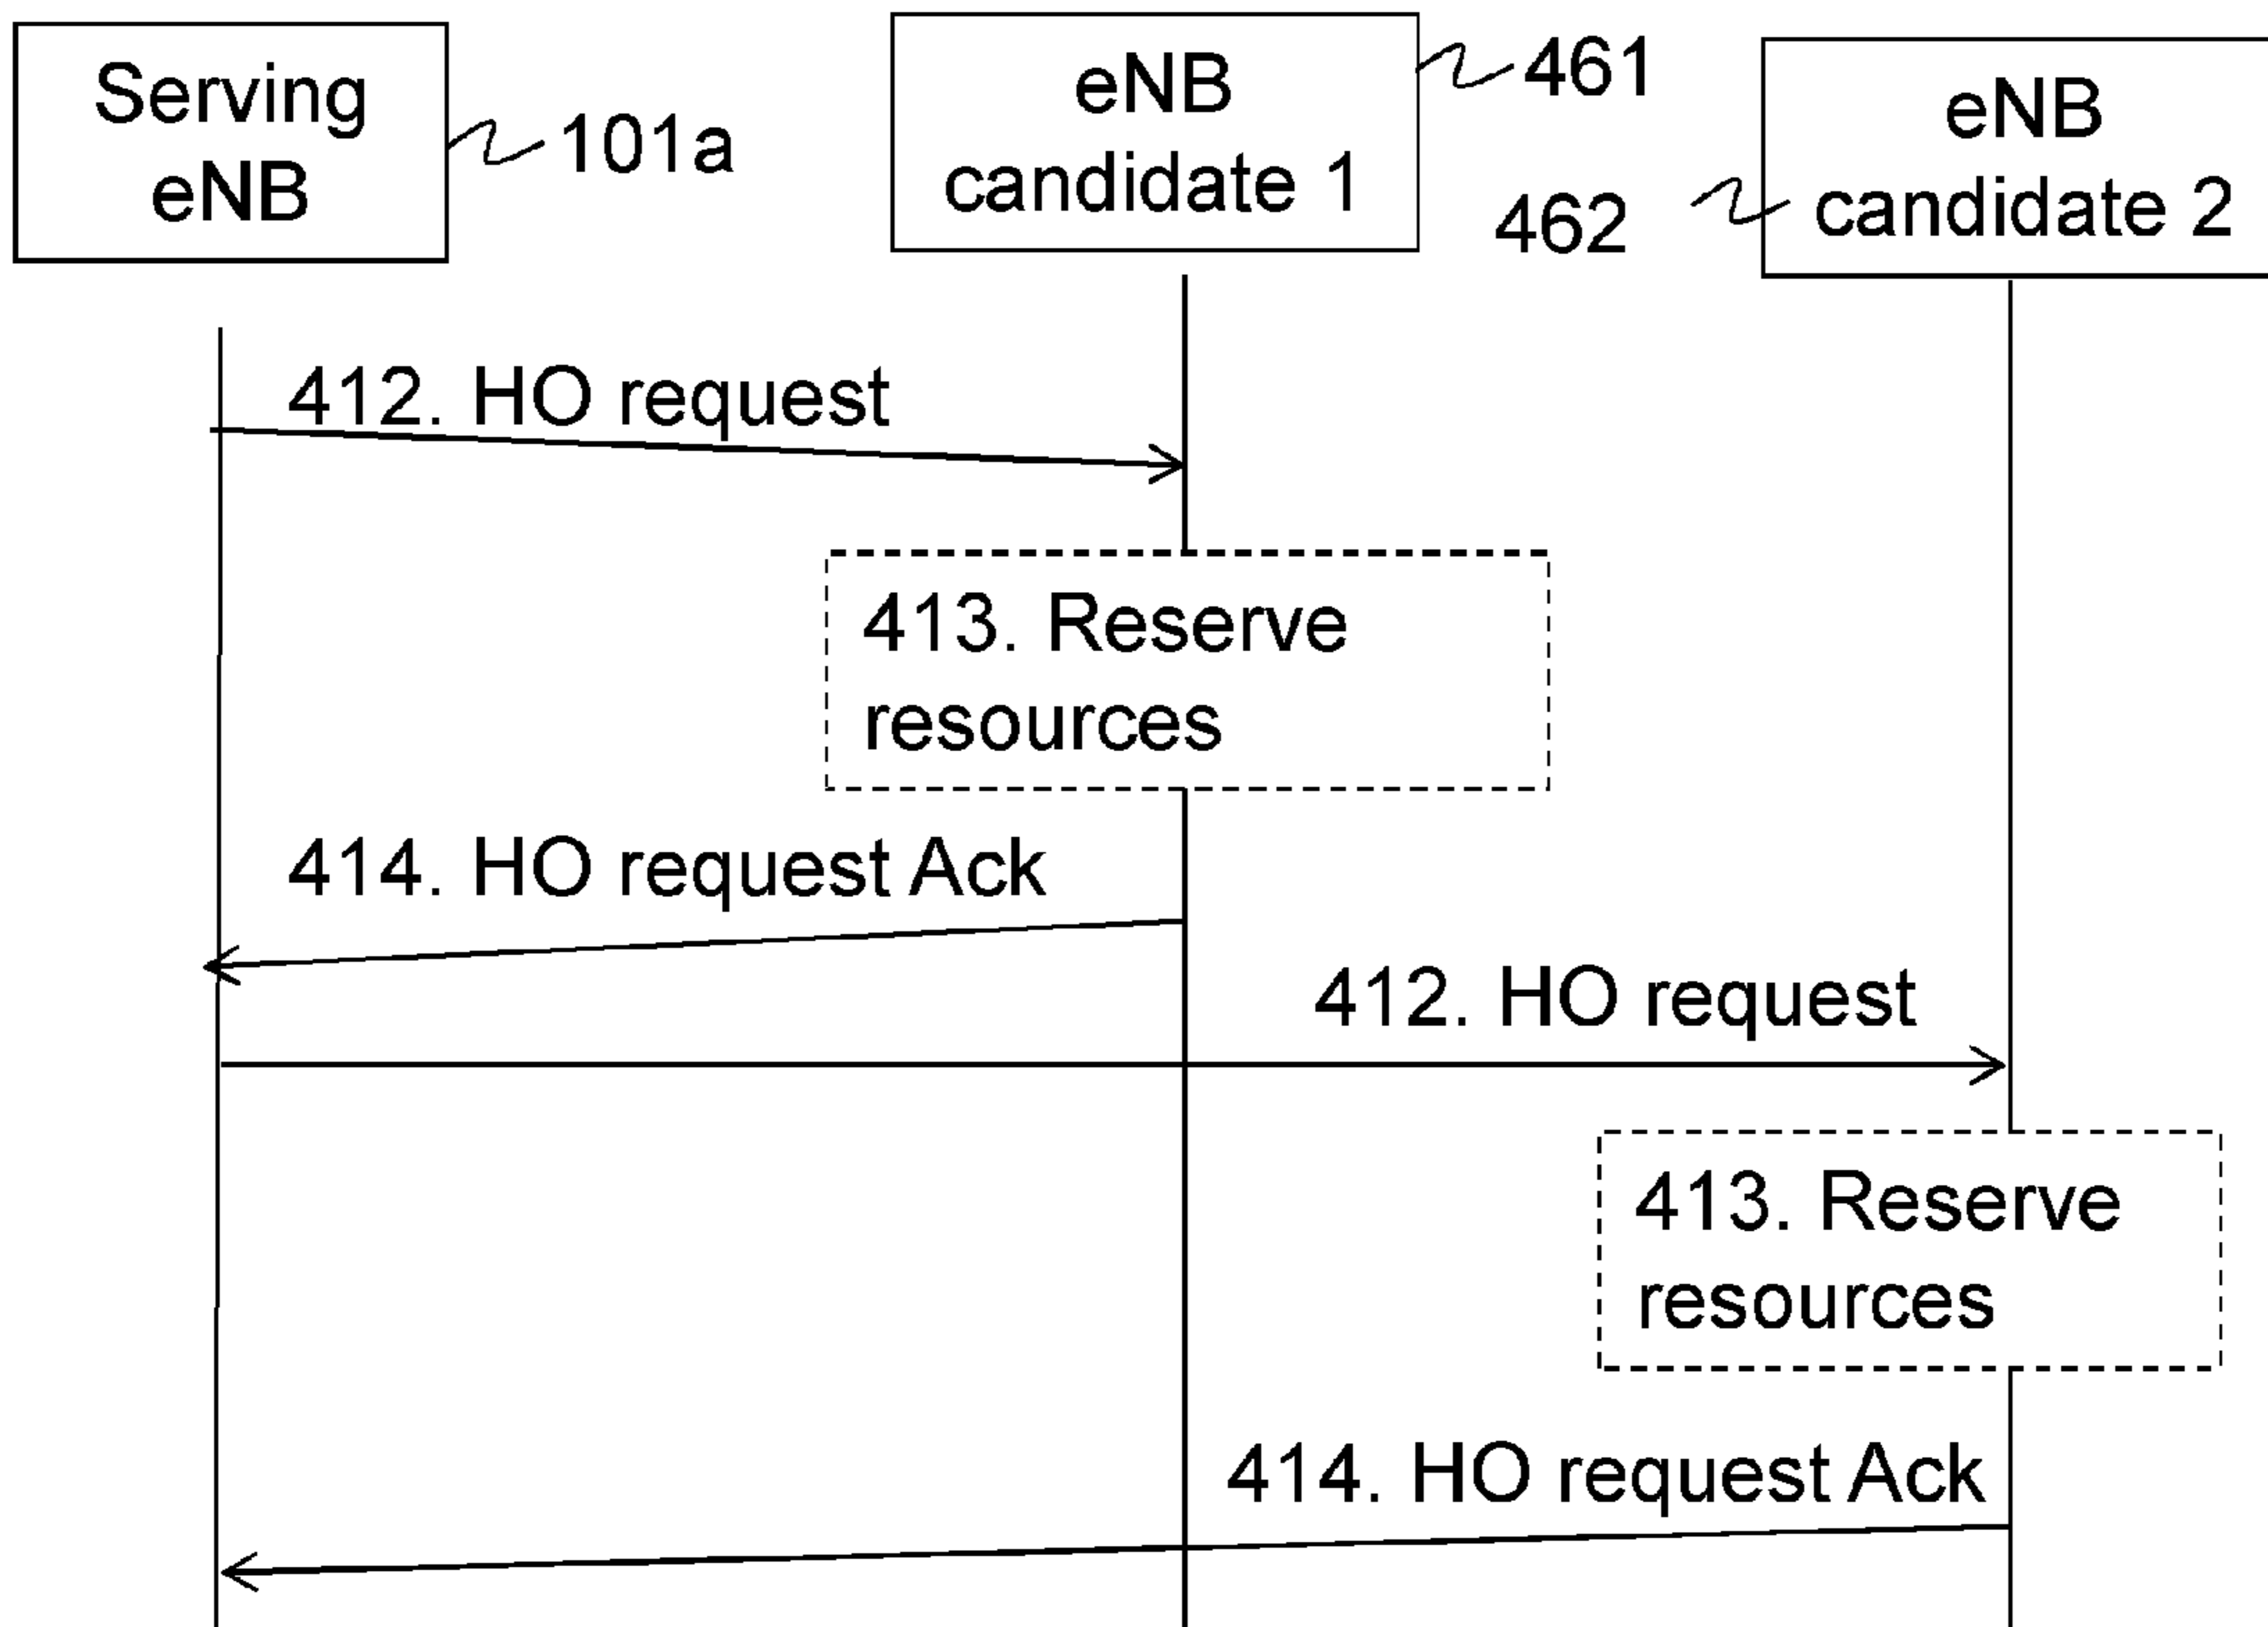 Serving
eNB
101a
eNB
candidate 1
461
eNB
candidate 2
462
412. HO request
413. Reserve
resources
414. HO request Ack
412. HO request
413. Reserve
resources
414. HO request Ack